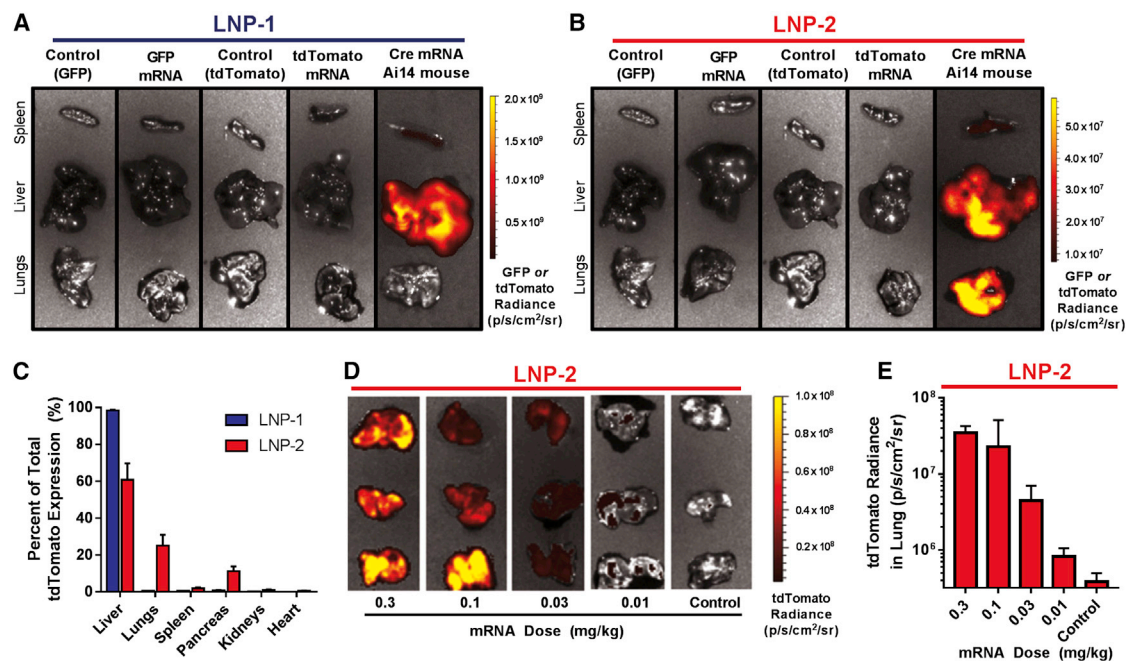 A
LNP-1
Control (GFP)
GFP mRNA
Control (tdTomato)
tdTomato mRNA
Cre mRNA Ai14 mouse
Spleen
Liver
Lungs
2.0 x 10⁹
1.5 x 10⁹
1.0 x 10⁹
0.5 x 10⁹
GFP or
tdTomato
Radiance
(p/s/cm²/sr)
B
LNP-2
Control (GFP)
GFP mRNA
Control (tdTomato)
tdTomato mRNA
Cre mRNA Ai14 mouse
Spleen
Liver
Lungs
5.0 x 10⁷
4.0 x 10⁷
3.0 x 10⁷
2.0 x 10⁷
1.0 x 10⁷
GFP or
tdTomato
Radiance
(p/s/cm²/sr)
C
Percent of Total
tdTomato Expression (%)
100
80
60
40
20
0
LNP-1
LNP-2
Liver
Lungs
Spleen
Pancreas
Kidneys
Heart
D
LNP-2
0.3
0.1
0.03
0.01
Control
mRNA Dose (mg/kg)
1.0 x 10⁸
0.8 x 10⁸
0.6 x 10⁸
0.4 x 10⁸
0.2 x 10⁸
tdTomato
Radiance
(p/s/cm²/sr)
E
LNP-2
tdTomato Radiance
in Lung (p/s/cm²/sr)
10⁸
10⁷
10⁶
0.3
0.1
0.03
0.01
Control
mRNA Dose (mg/kg)